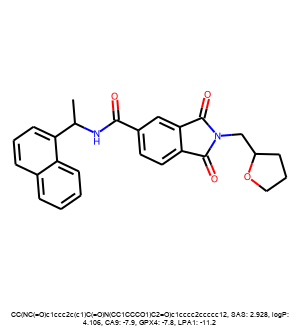 O
O
NH
N
O
O
CC(NC(=O)c1ccc2c(c1)C(=O)N(CC1CCCO1)C2=O)c1cccc2ccccc12, SAS: 2.928, logP:
4.106, CA9: -7.9, GPX4: -7.8, LPA1: -11.2